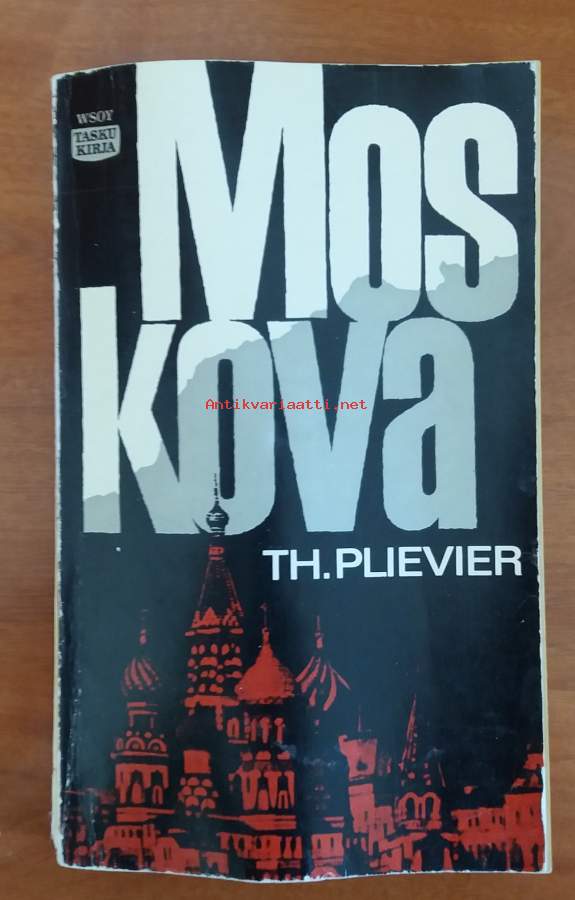 WSOY
TASKU
KIRJA
Mos
kova
Antikvariaatti.net
TH.PLIEVIER